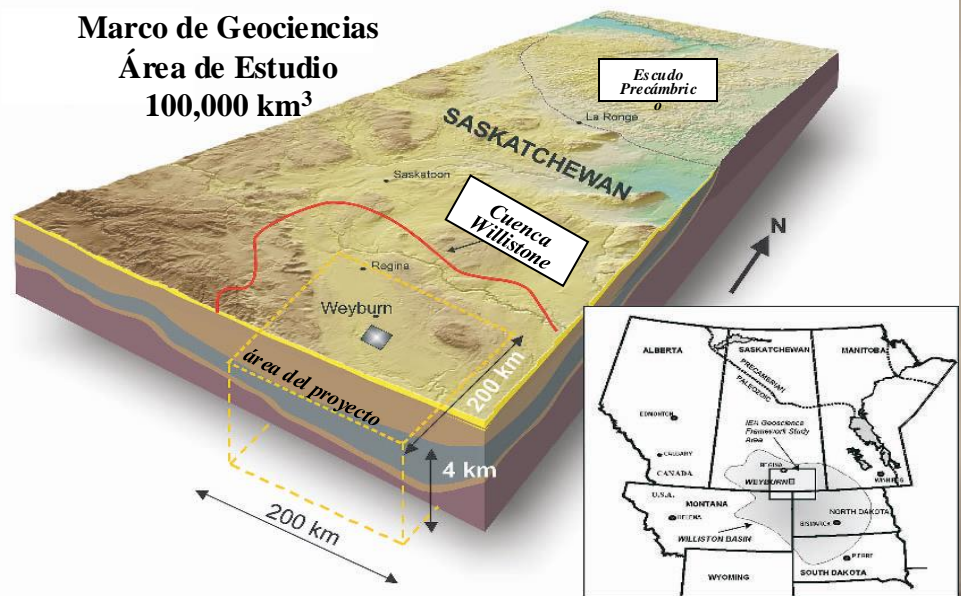 Marco de Geociencias
Área de Estudio
100,000 km³
Escudo
Precámbric
o
La Ronge
SASKATCHEWAN
Saskatoon
Cuenca
Willistone
N
Regina
Weyburn
área del proyecto
200 km
4 km
200 km
ALBERTA
SASKATCHEWAN
MANITOBA
PRECAMBRIAN
PALEOZOIC
EDMONTON
IEA Geoscience
Framework Study
Area
CALGARY
REGINA
CANADA
WEYBURN
WINNIPEG
U.S.A.
MONTANA
NORTH DAKOTA
HELENA
BISMARCK
WILLISTON BASIN
PIERRE
SOUTH DAKOTA
WYOMING